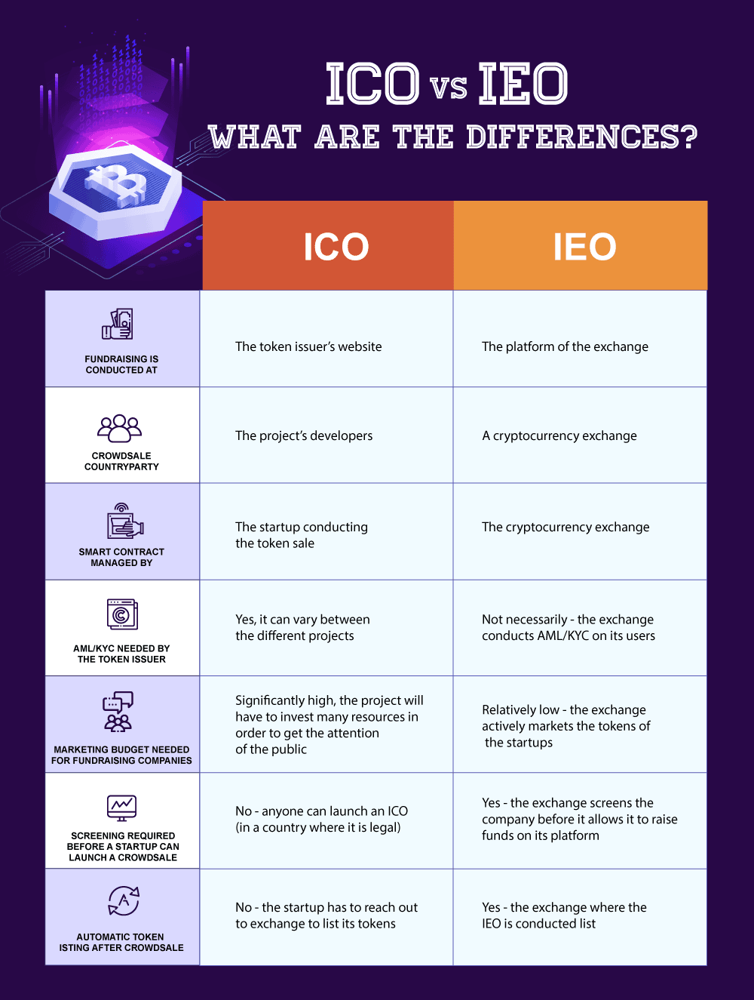 ICO vs IEO
WHAT ARE THE DIFFERENCES?
ICO
IEO
FUNDRAISING IS
CONDUCTED AT
The token issuer’s website
The platform of the exchange
CROWDSALE
COUNTRYPARTY
The project’s developers
A cryptocurrency exchange
SMART CONTRACT
MANAGED BY
The startup conducting
the token sale
The cryptocurrency exchange
AML/KYC NEEDED BY
THE TOKEN ISSUER
Yes, it can vary between
the different projects
Not necessarily - the exchange
conducts AML/KYC on its users
MARKETING BUDGET NEEDED
FOR FUNDRAISING COMPANIES
Significantly high, the project will
have to invest many resources in
order to get the attention
of the public
Relatively low - the exchange
actively markets the tokens of
the startups
SCREENING REQUIRED
BEFORE A STARTUP CAN
LAUNCH A CROWDSALE
No - anyone can launch an ICO
(in a country where it is legal)
Yes - the exchange screens the
company before it allows it to raise
funds on its platform
AUTOMATIC TOKEN
ISTING AFTER CROWDSALE
No - the startup has to reach out
to exchange to list its tokens
Yes - the exchange where the
IEO is conducted list